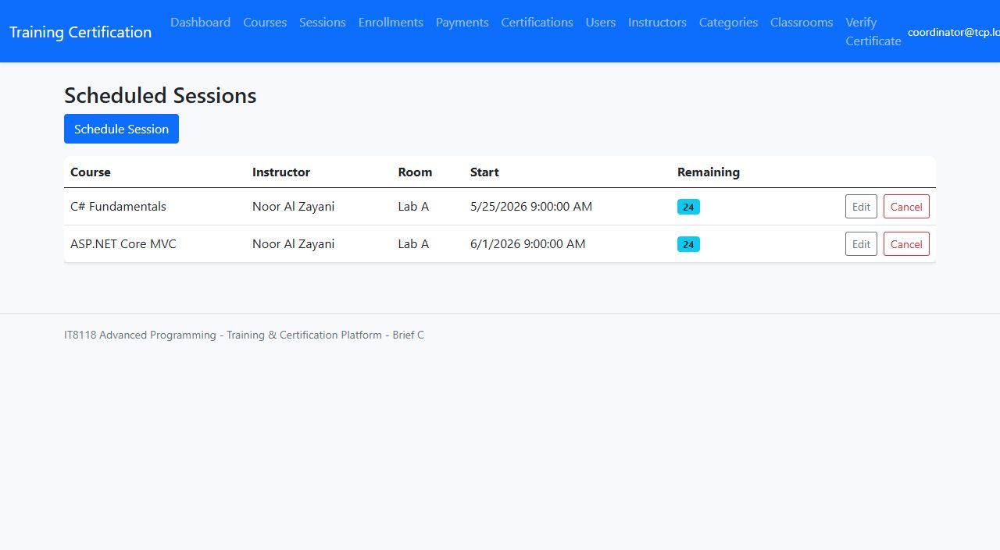 Training Certification
Dashboard Courses Sessions Enrollments Payments Certifications Users Instructors Categories Classrooms Verify Certificate
coordinator@tcp.lo
Scheduled Sessions
Schedule Session
Course Instructor Room Start Remaining
C# Fundamentals Noor Al Zayani Lab A 5/25/2026 9:00:00 AM 24 Edit Cancel
ASP.NET Core MVC Noor Al Zayani Lab A 6/1/2026 9:00:00 AM 24 Edit Cancel
IT8118 Advanced Programming - Training & Certification Platform - Brief C